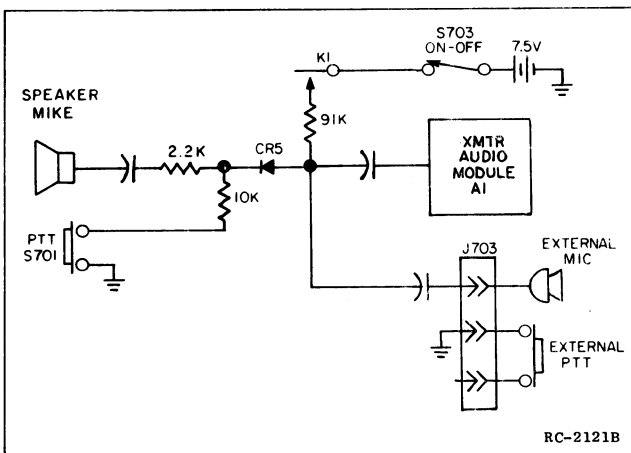 S703
ON-OFF
7.5V
K1
SPEAKER
MIKE
91K
2.2K
CR5
XMTR
AUDIO
MODULE
A1
10K
PTT
S701
J703
EXTERNAL
MIC
EXTERNAL
PTT
RC-2121B